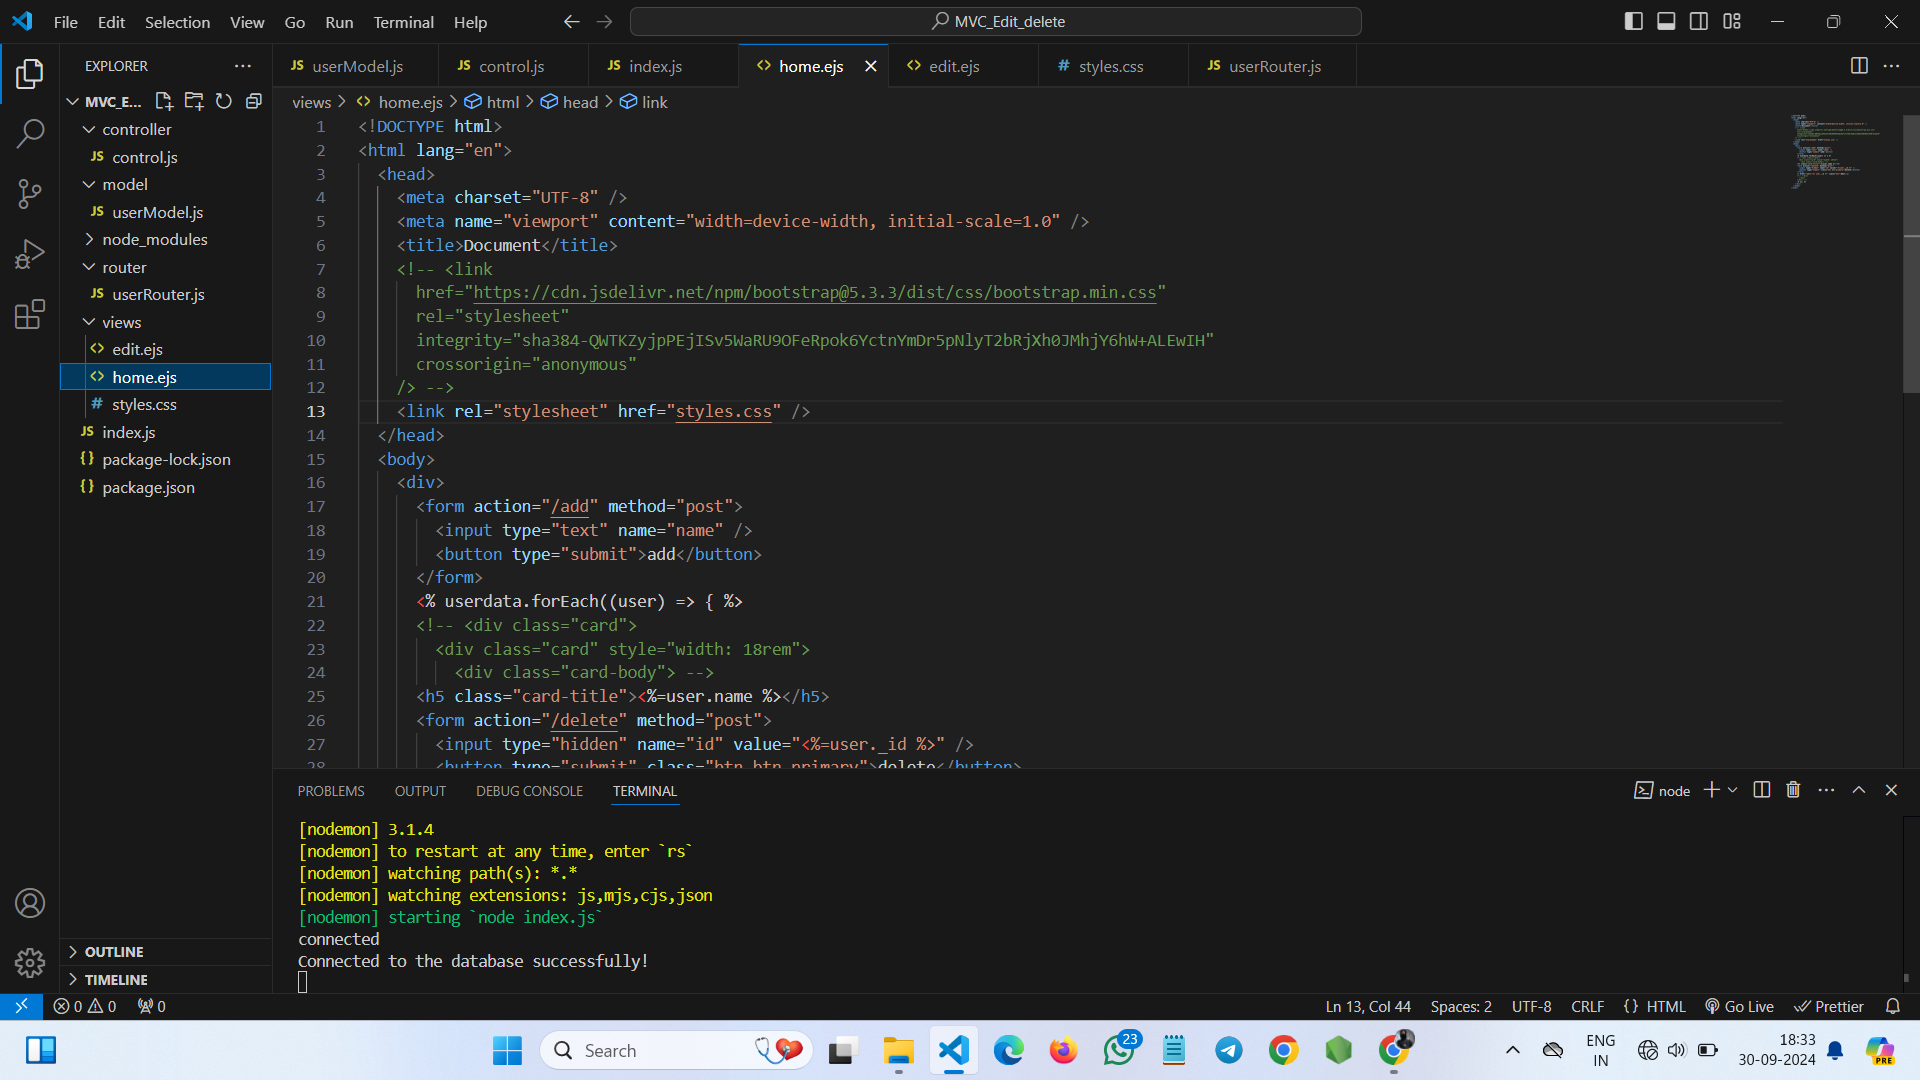 File Edit Selection View Go Run Terminal Help
MVC_Edit_delete
EXPLORER
MVC_E...
controller
JS control.js
model
JS userModel.js
node_modules
router
JS userRouter.js
views
<> edit.ejs
<> home.ejs
# styles.css
JS index.js
{} package-lock.json
{} package.json
OUTLINE
TIMELINE
JS userModel.js
JS control.js
JS index.js
<> home.ejs
<> edit.ejs
# styles.css
JS userRouter.js
views > <> home.ejs > html > head > link
1 <!DOCTYPE html>
2 <html lang="en">
3 <head>
4 <meta charset="UTF-8" />
5 <meta name="viewport" content="width=device-width, initial-scale=1.0" />
6 <title>Document</title>
7 <!-- <link
8 href="https://cdn.jsdelivr.net/npm/bootstrap@5.3.3/dist/css/bootstrap.min.css"
9 rel="stylesheet"
10 integrity="sha384-QWTKZyjpPEjISv5WaRU9OFeRpok6YctnYmDr5pNlyT2bRjXh0JMhjY6hW+ALEwIH"
11 crossorigin="anonymous"
12 /> -->
13 <link rel="stylesheet" href="styles.css" />
14 </head>
15 <body>
16 <div>
17 <form action="/add" method="post">
18 <input type="text" name="name" />
19 <button type="submit">add</button>
20 </form>
21 <% userdata.forEach((user) => { %>
22 <!-- <div class="card">
23 <div class="card" style="width: 18rem">
24 <div class="card-body"> -->
25 <h5 class="card-title"><%=user.name %></h5>
26 <form action="/delete" method="post">
27 <input type="hidden" name="id" value="<%=user._id %>" />
28 <button type="submit" class="btn btn-primary">delete</button>
PROBLEMS OUTPUT DEBUG CONSOLE TERMINAL
node
[nodemon] 3.1.4
[nodemon] to restart at any time, enter `rs`
[nodemon] watching path(s): *.*
[nodemon] watching extensions: js,mjs,cjs,json
[nodemon] starting `node index.js`
connected
Connected to the database successfully!
0 0 0
Ln 13, Col 44 Spaces: 2 UTF-8 CRLF {} HTML Go Live Prettier
Search
23
ENG
IN
18:33
30-09-2024
PRE